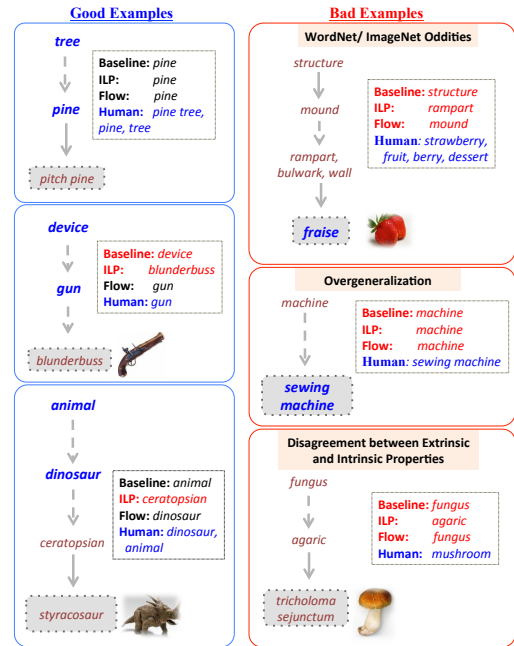 Good Examples
tree
pine
pitch pine
Baseline: pine
ILP: pine
Flow: pine
Human: pine tree,
pine, tree
device
gun
blunderbuss
Baseline: device
ILP: blunderbuss
Flow: gun
Human: gun
animal
dinosaur
ceratopsian
styracosaur
Baseline: animal
ILP: ceratopsian
Flow: dinosaur
Human: dinosaur,
animal
Bad Examples
WordNet/ ImageNet Oddities
structure
mound
rampart,
bulwark, wall
fraise
Baseline: structure
ILP: rampart
Flow: mound
Human: strawberry,
fruit, berry, dessert
Overgeneralization
machine
sewing
machine
Baseline: machine
ILP: machine
Flow: machine
Human: sewing machine
Disagreement between Extrinsic
and Intrinsic Properties
fungus
agaric
tricholoma
sejunctum
Baseline: fungus
ILP: agaric
Flow: fungus
Human: mushroom